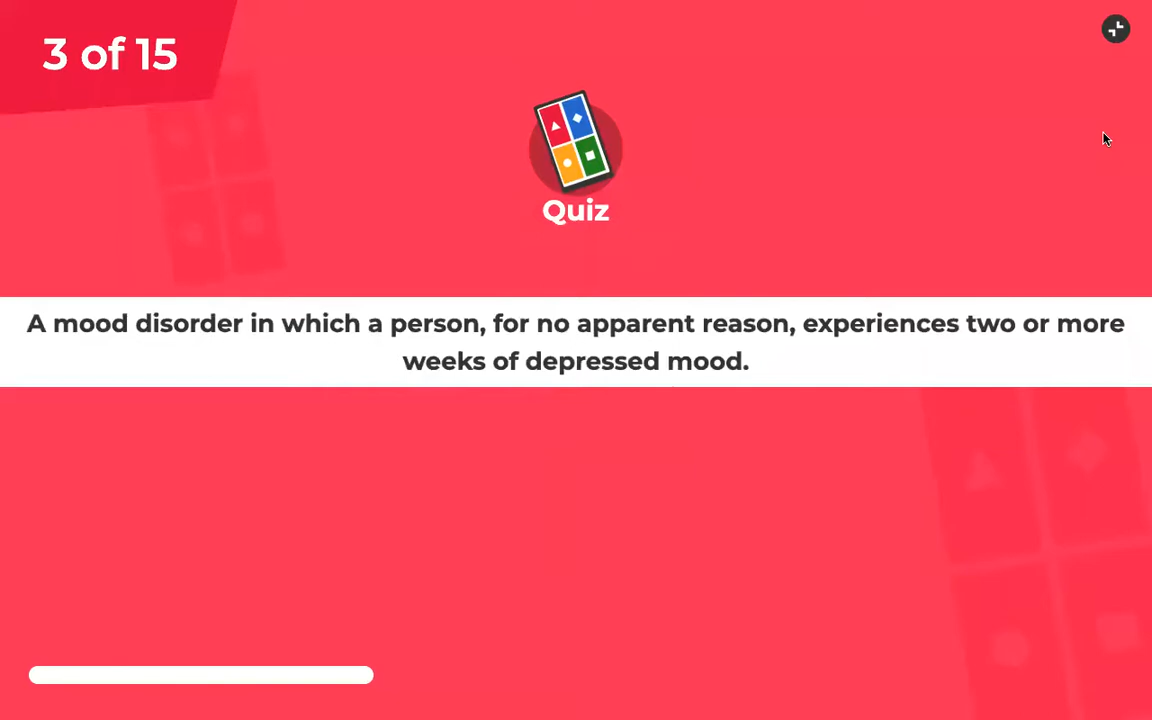 3 of 15
Quiz
A mood disorder in which a person, for no apparent reason, experiences two or more
weeks of depressed mood.